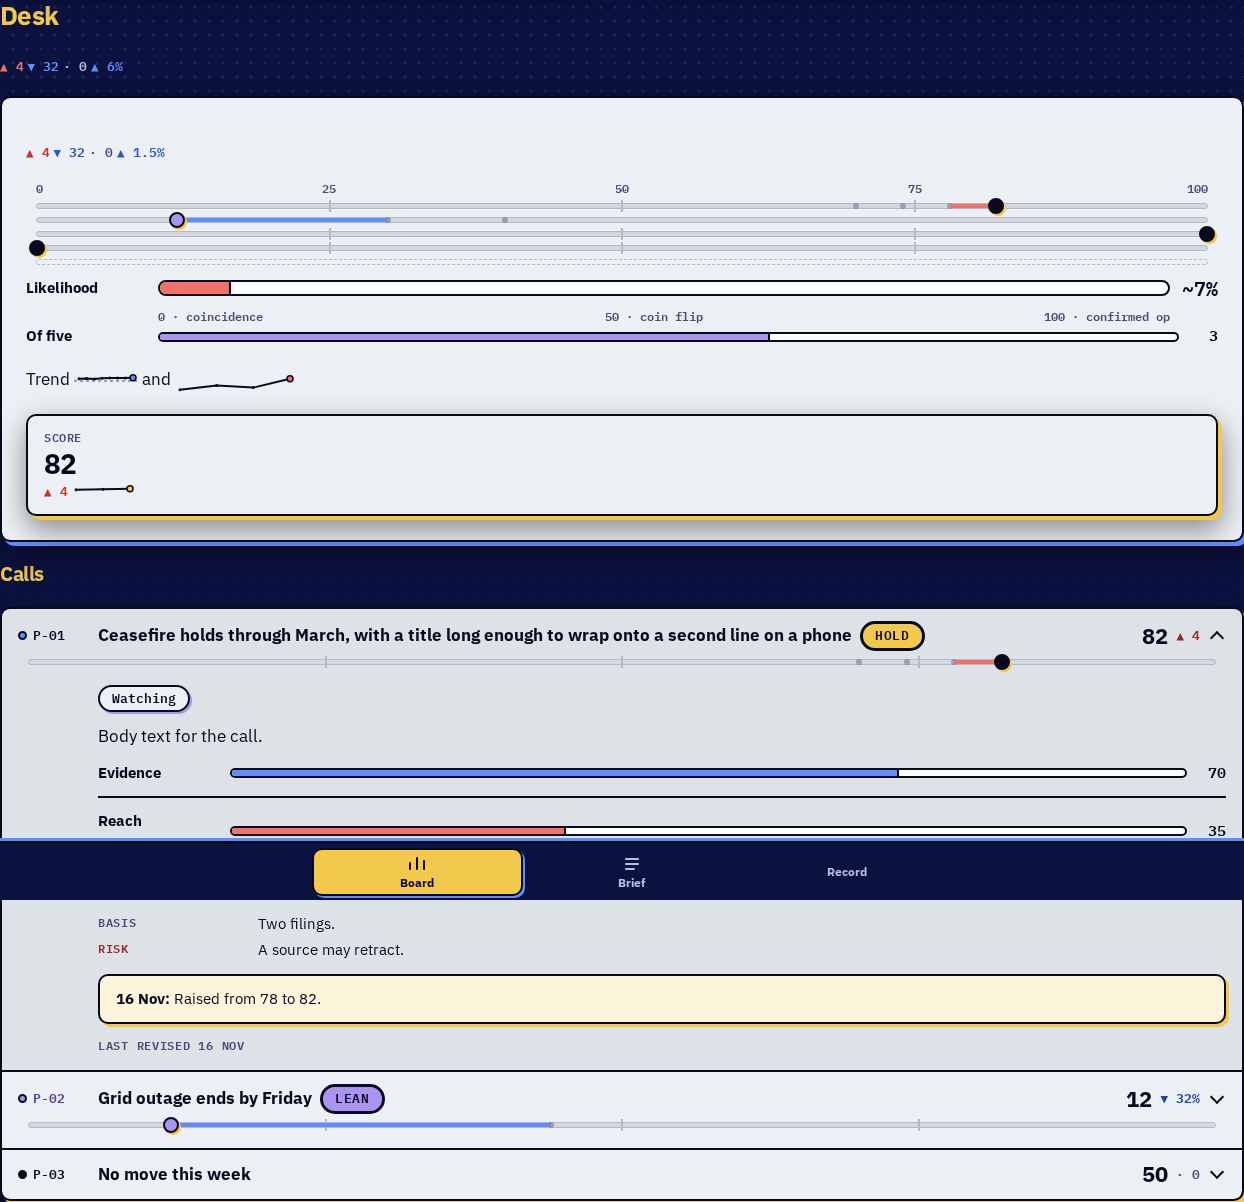 Desk
▲ 4 ▼ 32 · 0 ▲ 6%
▲ 4 ▼ 32 · 0 ▲ 1.5%
0 25 50 75 100
Likelihood ~7%
0 · coincidence 50 · coin flip 100 · confirmed op
Of five 3
Trend and
SCORE
82
▲ 4
Calls
P-01 Ceasefire holds through March, with a title long enough to wrap onto a second line on a phone HOLD 82 ▲ 4
Watching
Body text for the call.
Evidence 70
Reach 35
Board Brief Record
BASIS Two filings.
RISK A source may retract.
16 Nov: Raised from 78 to 82.
LAST REVISED 16 NOV
P-02 Grid outage ends by Friday LEAN 12 ▼ 32%
P-03 No move this week 50 · 0